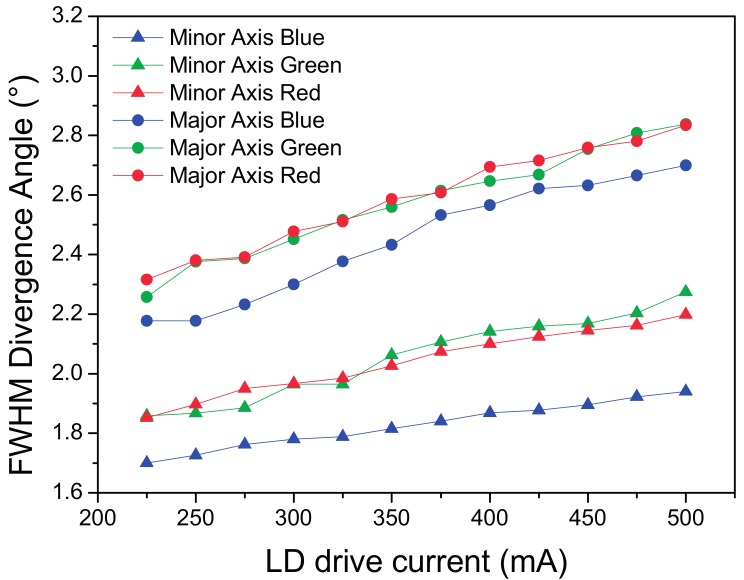 3.2
3.0
2.8
2.6
2.4
2.2
2.0
1.8
1.6
FWHM Divergence Angle (°)
Minor Axis Blue
Minor Axis Green
Minor Axis Red
Major Axis Blue
Major Axis Green
Major Axis Red
200 250 300 350 400 450 500
LD drive current (mA)